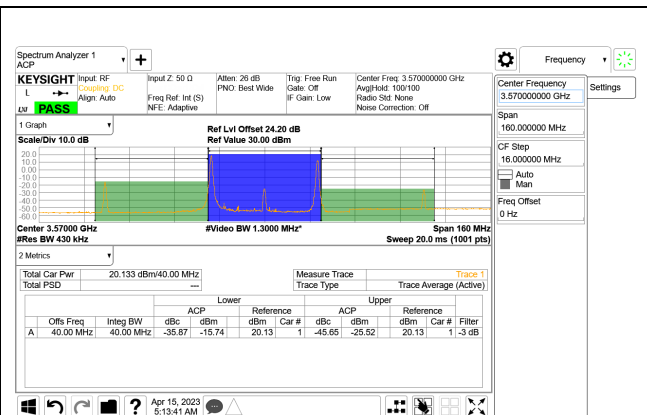 Spectrum Analyzer 1
ACP
Frequency
KEYSIGHT
Input: RF
Coupling: DC
Align: Auto
Input Z: 50 Ω
Freq Ref: Int (S)
NFE: Adaptive
Atten: 26 dB
PNO: Best Wide
Trig: Free Run
Gate: Off
IF Gain: Low
Center Freq: 3.570000000 GHz
Avg|Hold: 100/100
Radio Std: None
Noise Correction: Off
L
LXI
PASS
Center Frequency
3.570000000 GHz
Settings
Span
160.000000 MHz
CF Step
16.000000 MHz
Auto
Man
Freq Offset
0 Hz
1 Graph
Scale/Div 10.0 dB
Ref Lvl Offset 24.20 dB
Ref Value 30.00 dBm
20.0
10.0
0.0
-10.0
-20.0
-30.0
-40.0
-50.0
-60.0
Center 3.57000 GHz
#Video BW 1.3000 MHz*
Span 160 MHz
#Res BW 430 kHz
Sweep 20.0 ms (1001 pts)
2 Metrics
Total Car Pwr 20.133 dBm/40.00 MHz
Total PSD ---
Measure Trace Trace 1
Trace Type Trace Average (Active)
Lower Upper
ACP Reference ACP Reference
Offs Freq Integ BW dBc dBm dBm Car # dBc dBm dBm Car # Filter
A 40.00 MHz 40.00 MHz -35.87 -15.74 20.13 1 -45.65 -25.52 20.13 1 -3 dB
?
Apr 15, 2023
5:13:41 AM